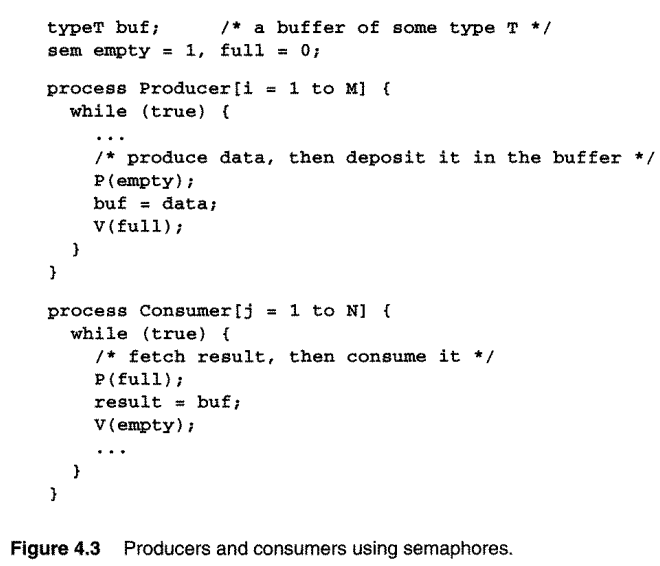 typeT buf;      /* a buffer of some type T */
sem empty = 1, full = 0;
process Producer[i = 1 to M] {
  while (true) {
    ...
    /* produce data, then deposit it in the buffer */
    P(empty);
    buf = data;
    V(full);
  }
}
process Consumer[j = 1 to N] {
  while (true) {
    /* fetch result, then consume it */
    P(full);
    result = buf;
    V(empty);
    ...
  }
}
Figure 4.3   Producers and consumers using semaphores.